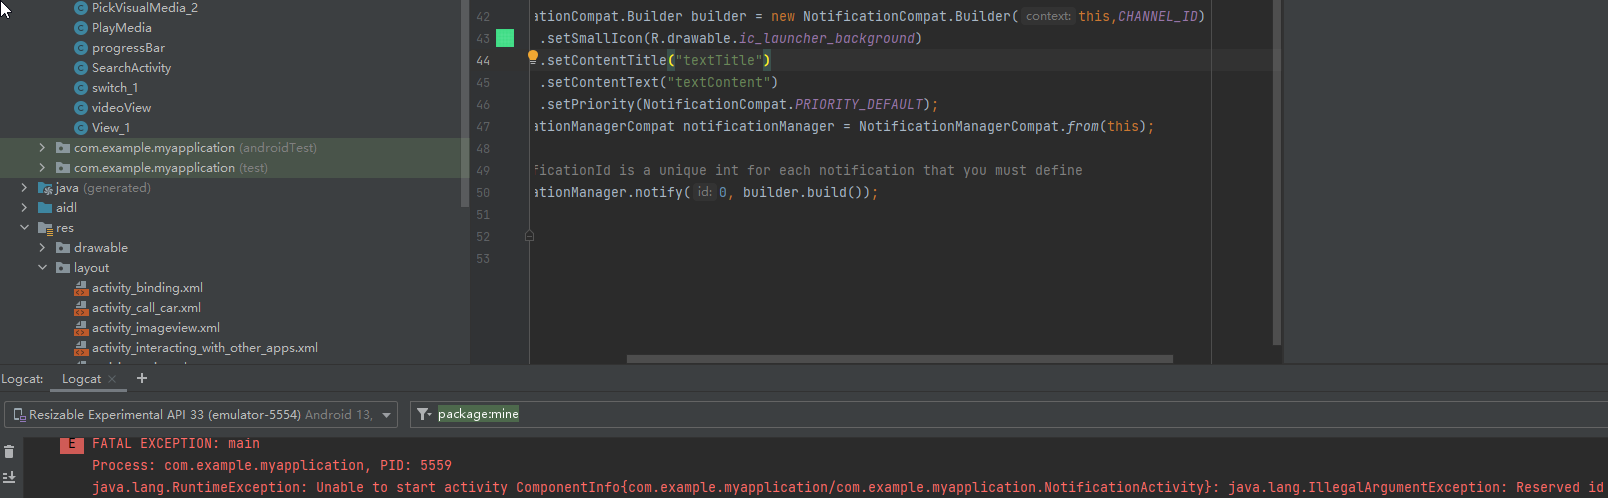 PickVisualMedia_2
PlayMedia
progressBar
SearchActivity
switch_1
videoView
View_1
com.example.myapplication (androidTest)
com.example.myapplication (test)
java (generated)
aidl
res
drawable
layout
activity_binding.xml
activity_call_car.xml
activity_imageview.xml
activity_interacting_with_other_apps.xml
42 ationCompat.Builder builder = new NotificationCompat.Builder( context: this,CHANNEL_ID)
43 .setSmallIcon(R.drawable.ic_launcher_background)
44 .setContentTitle("textTitle")
45 .setContentText("textContent")
46 .setPriority(NotificationCompat.PRIORITY_DEFAULT);
47 ationManagerCompat notificationManager = NotificationManagerCompat.from(this);
48
49 ficationId is a unique int for each notification that you must define
50 ationManager.notify( id: 0, builder.build());
51
52
53
Logcat: Logcat × +
Resizable Experimental API 33 (emulator-5554) Android 13,
package:mine
E FATAL EXCEPTION: main
Process: com.example.myapplication, PID: 5559
java.lang.RuntimeException: Unable to start activity ComponentInfo{com.example.myapplication/com.example.myapplication.NotificationActivity}: java.lang.IllegalArgumentException: Reserved id